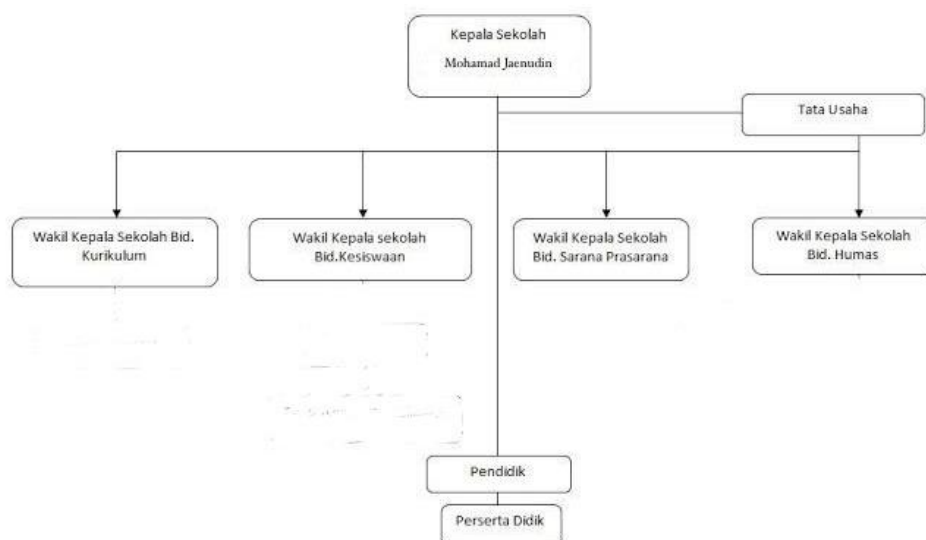 Kepala Sekolah
Mohamad Jaenudin
Tata Usaha
Wakil Kepala Sekolah Bid.
Kurikulum
Wakil Kepala sekolah
Bid.Kesiswaan
Wakil Kepala Sekolah
Bid. Sarana Prasarana
Wakil Kepala Sekolah
Bid. Humas
Pendidik
Perserta Didik